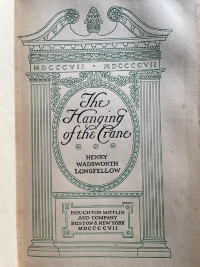 MDCCCVII · MDCCCCVII
The
Hanging
of the Crane
HENRY
WADSWORTH
LONGFELLOW
HOUGHTON MIFFLIN
AND COMPANY
BOSTON & NEW YORK
MDCCCCVII